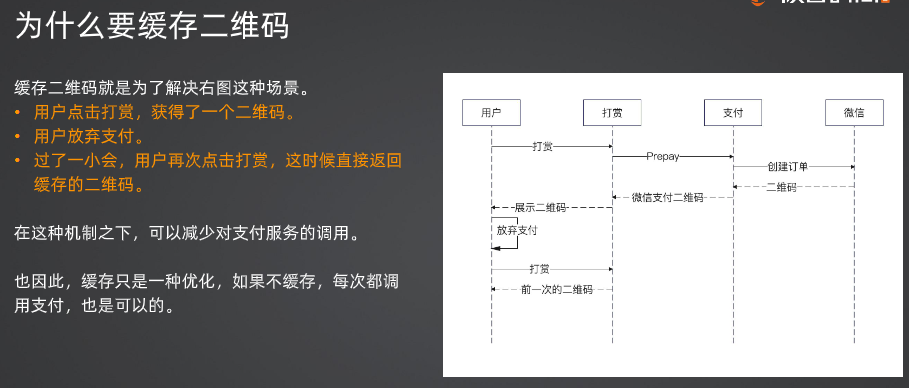 为什么要缓存二维码
缓存二维码就是为了解决右图这种场景。
• 用户点击打赏，获得了一个二维码。
• 用户放弃支付。
• 过了一小会，用户再次点击打赏，这时候直接返回
缓存的二维码。
在这种机制之下，可以减少对支付服务的调用。
也因此，缓存只是一种优化，如果不缓存，每次都调
用支付，也是可以的。
用户
打赏
支付
微信
打赏
Prepay
创建订单
二维码
微信支付二维码
展示二维码
放弃支付
打赏
前一次的二维码